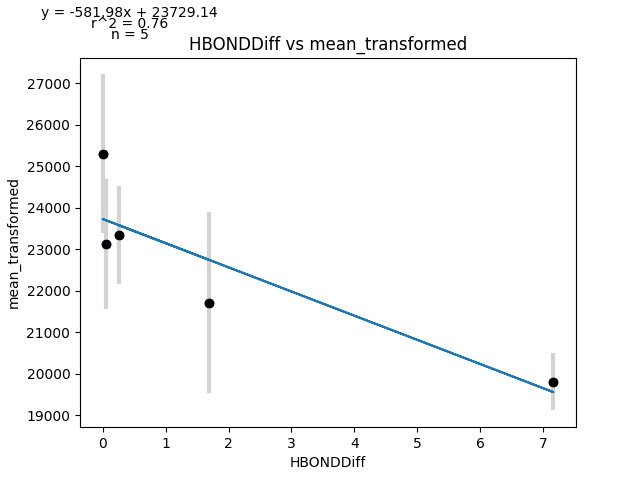 y = -581.98x + 23729.14
r^2 = 0.76
n = 5
HBONDDiff vs mean_transformed
27000
26000
25000
24000
23000
22000
21000
20000
19000
mean_transformed
0 1 2 3 4 5 6 7
HBONDDiff